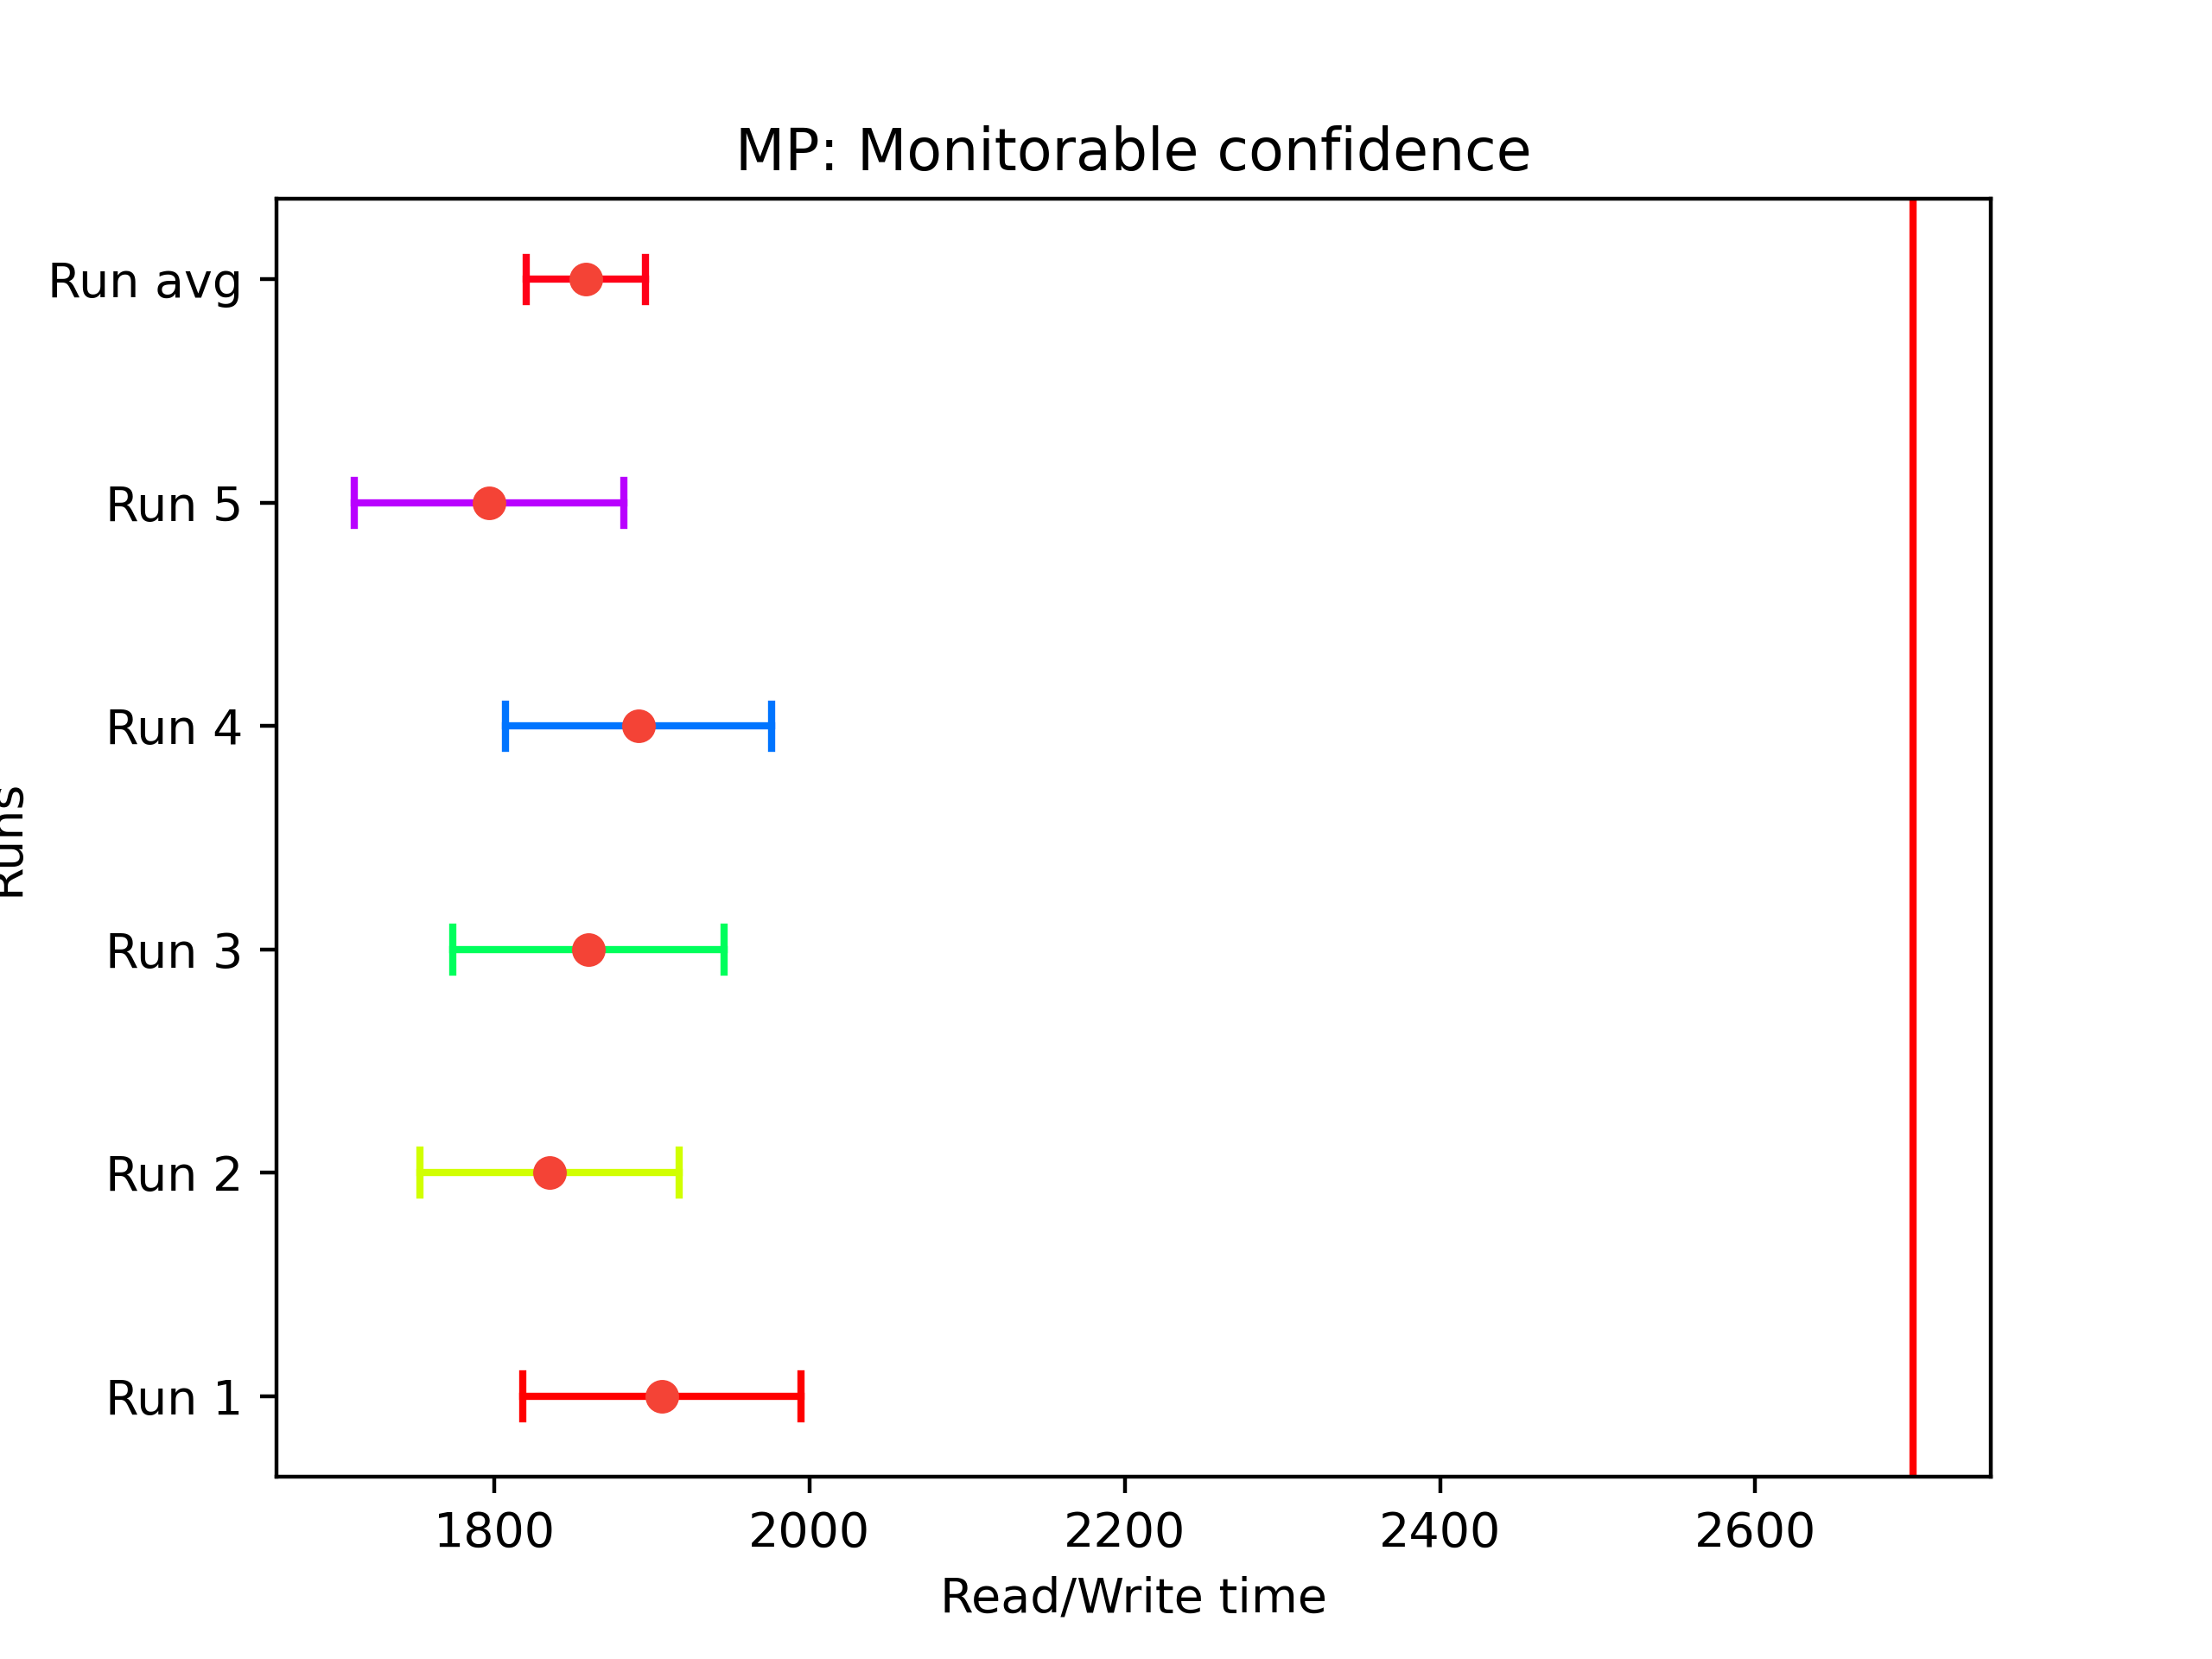 MP: Monitorable confidence
Run avg
Run 5
Run 4
Runs
Run 3
Run 2
Run 1
1800 2000 2200 2400 2600
Read/Write time